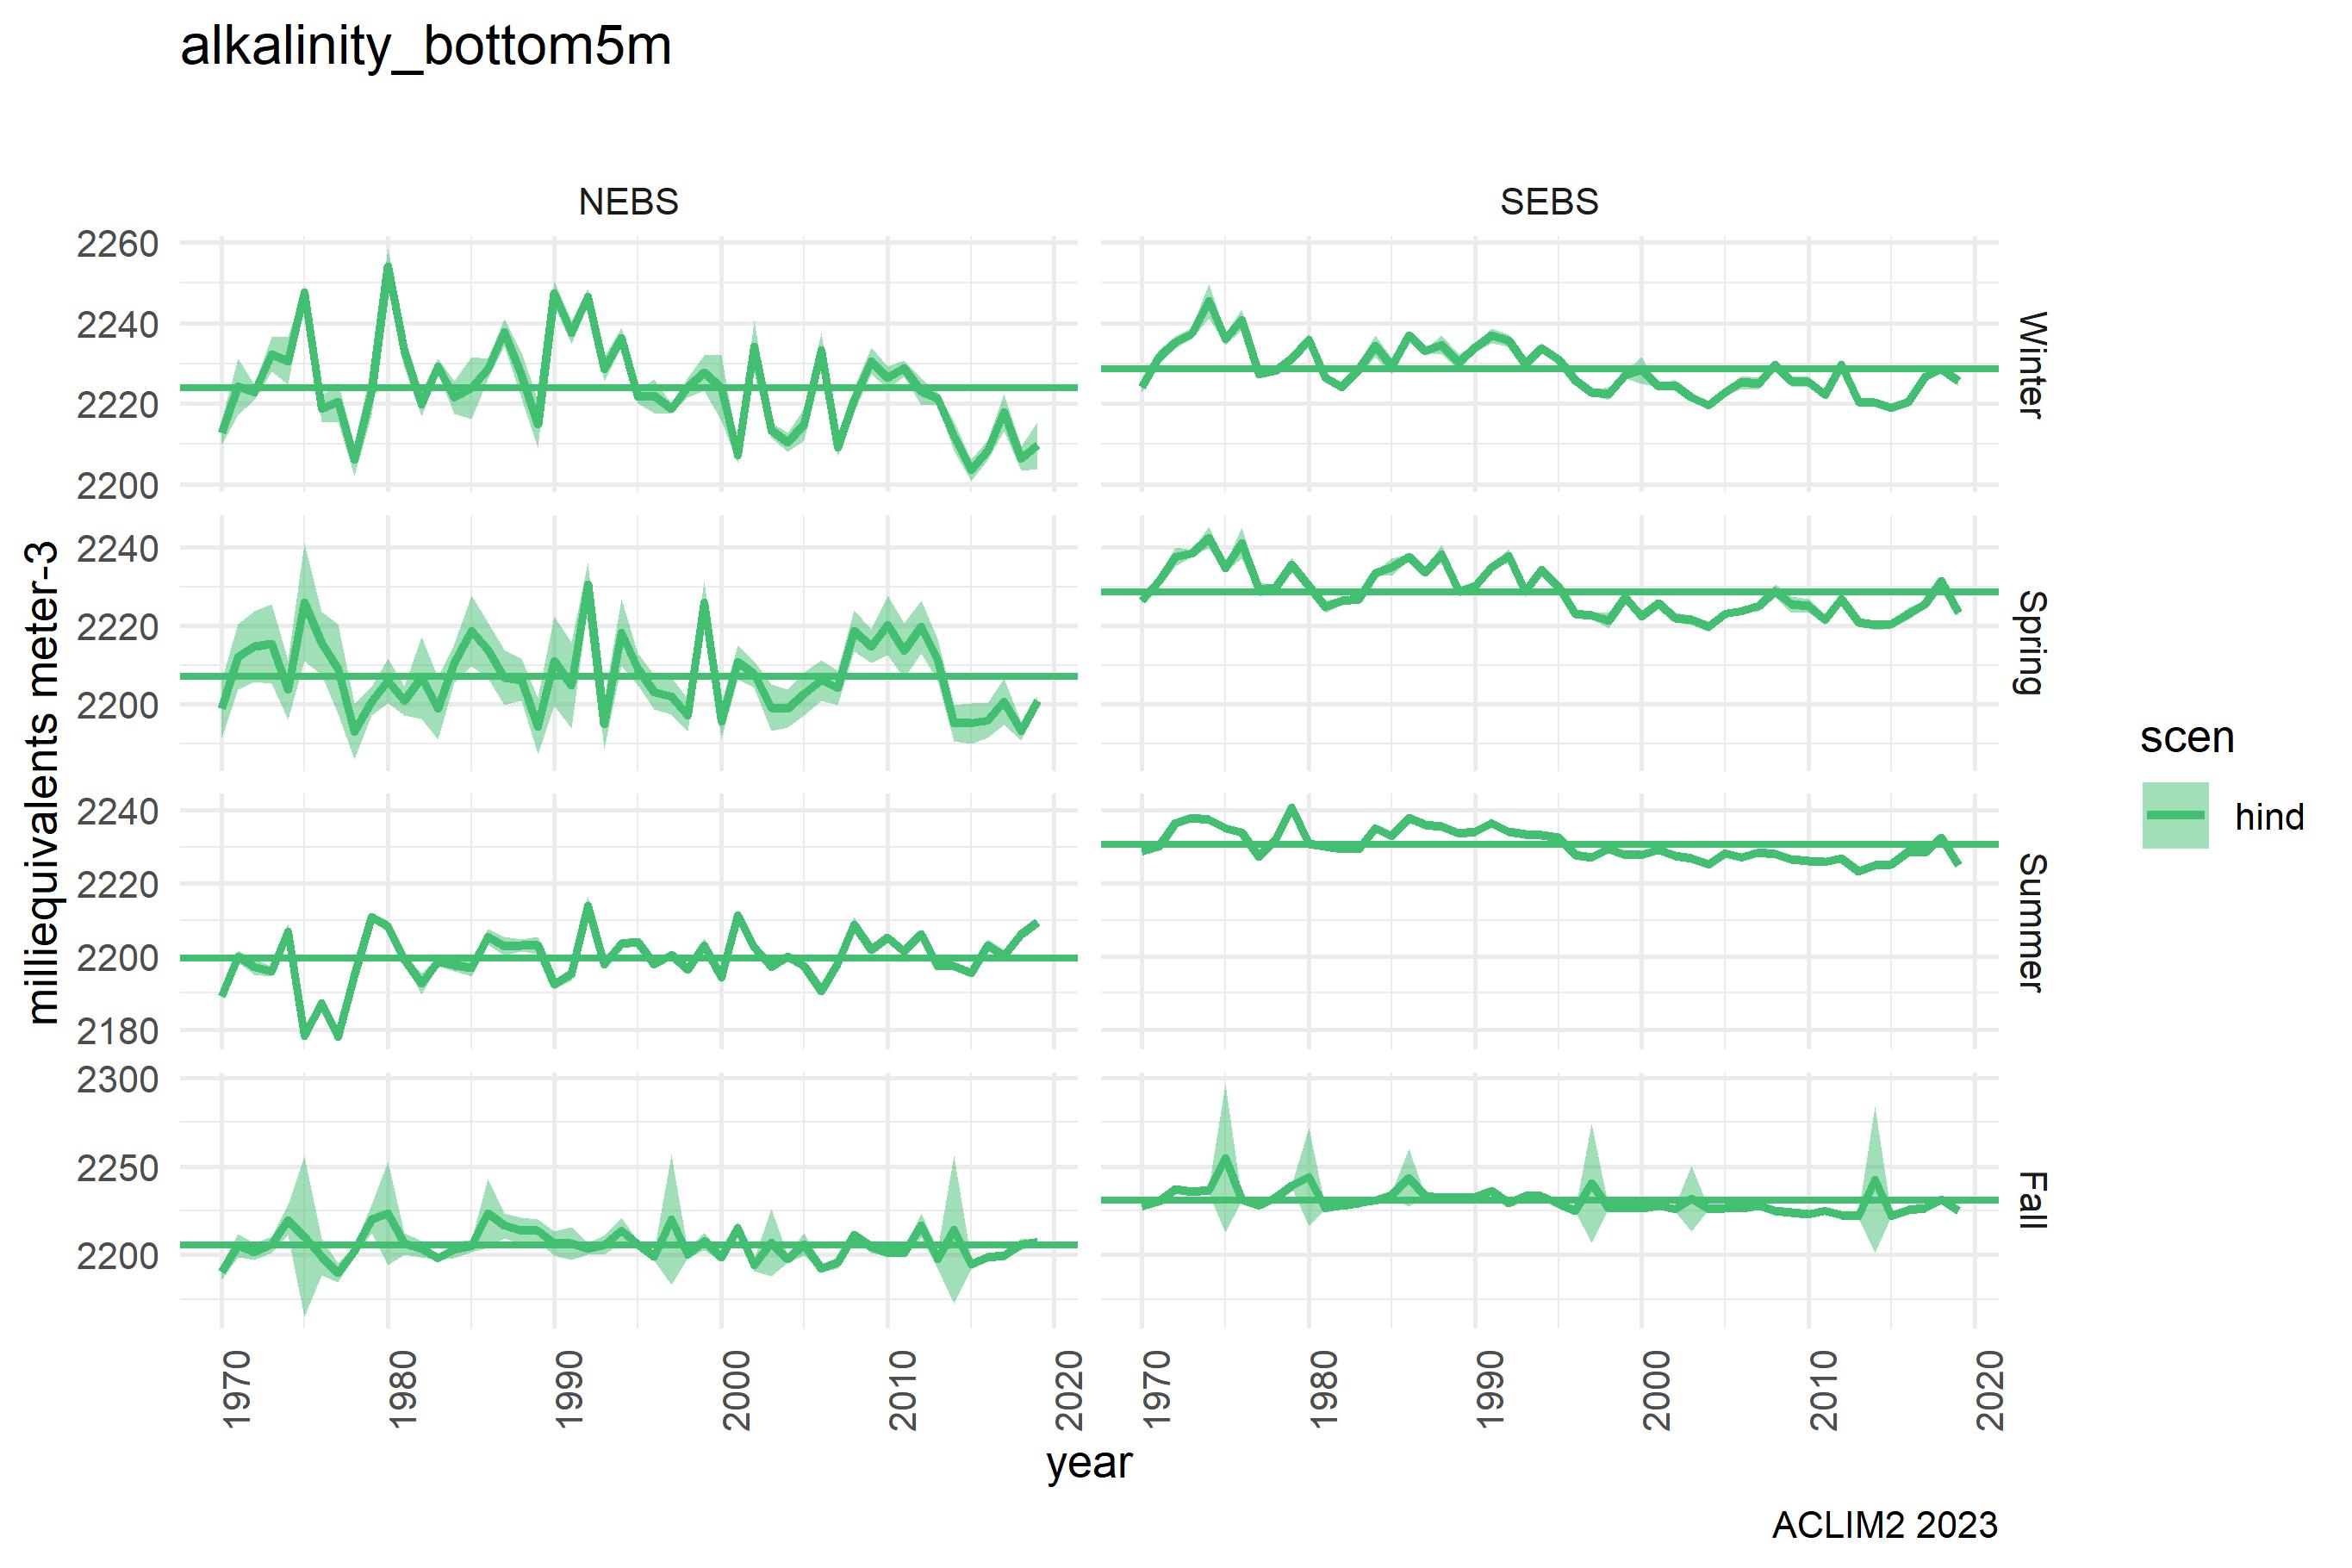 alkalinity_bottom5m
NEBS
SEBS
milliequivalents meter-3
2260
2240
2220
2200
Winter
2240
2220
2200
Spring
2240
2220
2200
2180
Summer
2300
2250
2200
Fall
1970 1980 1990 2000 2010 2020
1970 1980 1990 2000 2010 2020
year
scen
hind
ACLIM2 2023